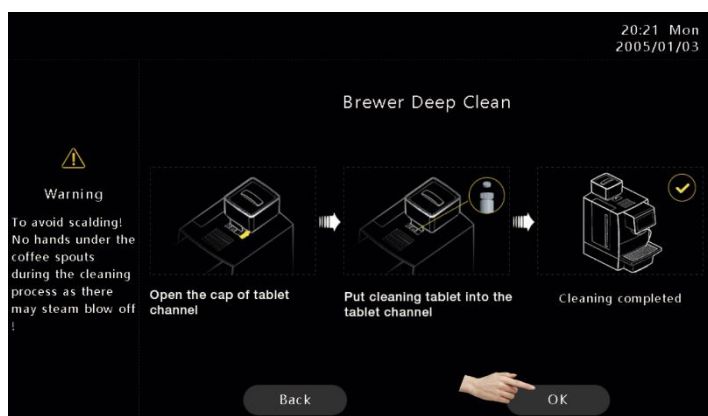 20:21 Mon
2005/01/03
Brewer Deep Clean
Warning
To avoid scalding!
No hands under the
coffee spouts
during the cleaning
process as there
may steam blow off
!
Open the cap of tablet
channel
Put cleaning tablet into the
tablet channel
Cleaning completed
Back
OK